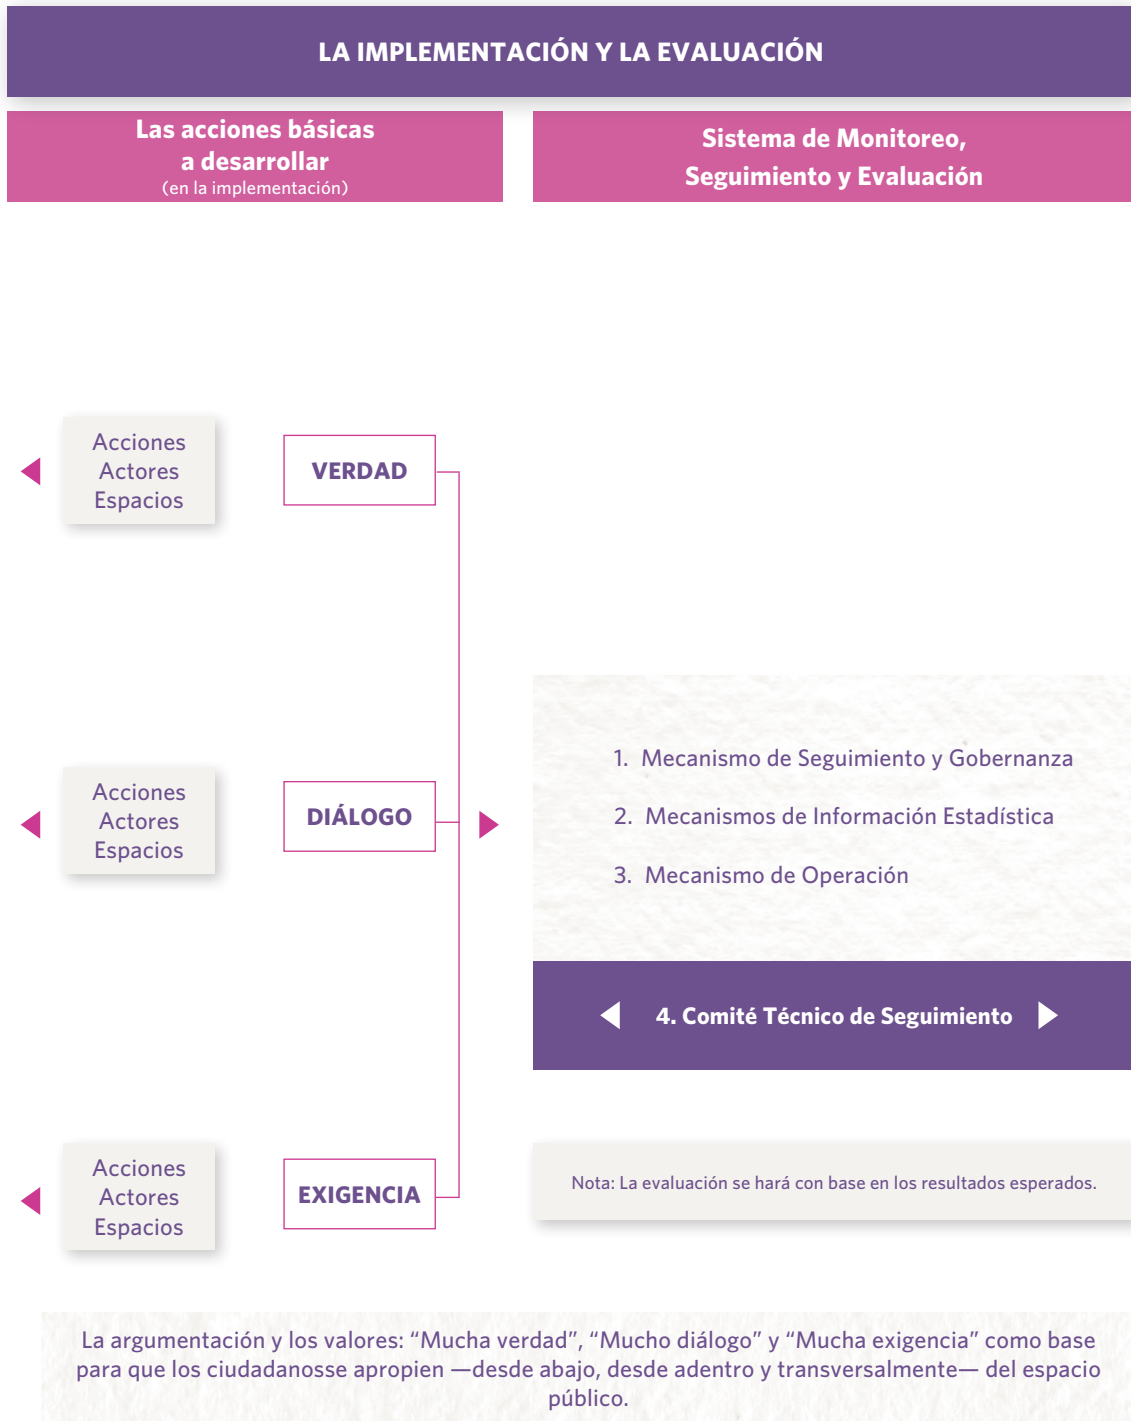 LA IMPLEMENTACIÓN Y LA EVALUACIÓN
Las acciones básicas
a desarrollar
(en la implementación)
Sistema de Monitoreo,
Seguimiento y Evaluación
Acciones
Actores
Espacios
VERDAD
Acciones
Actores
Espacios
DIÁLOGO
1. Mecanismo de Seguimiento y Gobernanza
2. Mecanismos de Información Estadística
3. Mecanismo de Operación
4. Comité Técnico de Seguimiento
Acciones
Actores
Espacios
EXIGENCIA
Nota: La evaluación se hará con base en los resultados esperados.
La argumentación y los valores: “Mucha verdad”, “Mucho diálogo” y “Mucha exigencia” como base
para que los ciudadanosse apropien —desde abajo, desde adentro y transversalmente— del espacio
público.